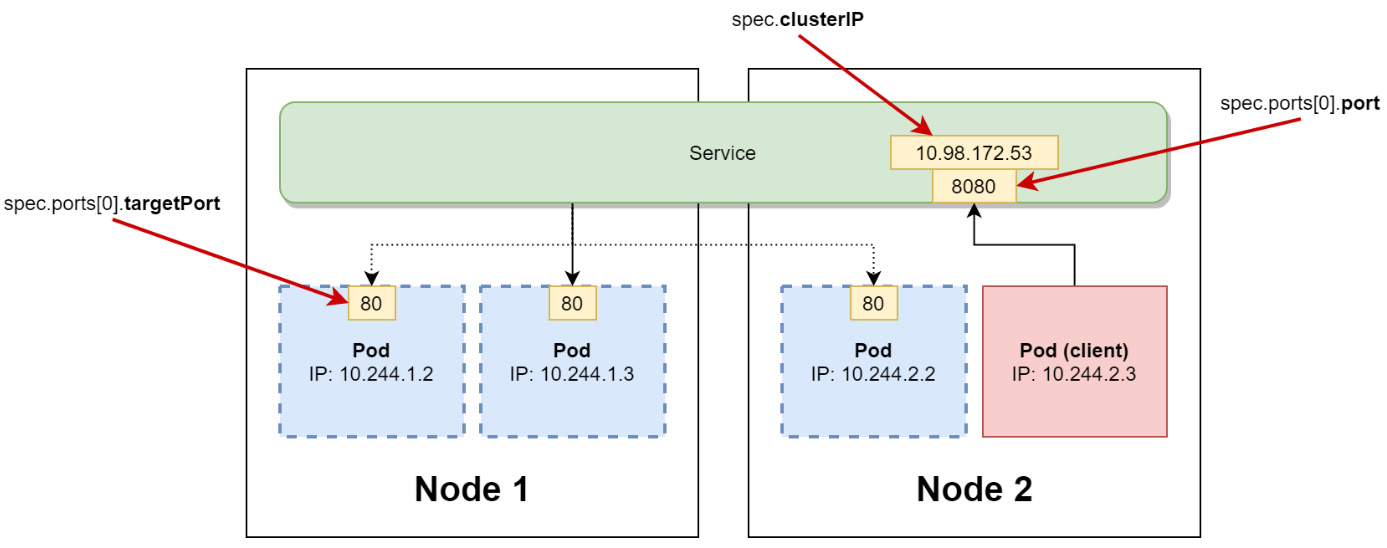 spec.clusterIP
spec.ports[0].port
Service
10.98.172.53
8080
spec.ports[0].targetPort
80
80
80
Pod
IP: 10.244.1.2
Pod
IP: 10.244.1.3
Pod
IP: 10.244.2.2
Pod (client)
IP: 10.244.2.3
Node 1
Node 2